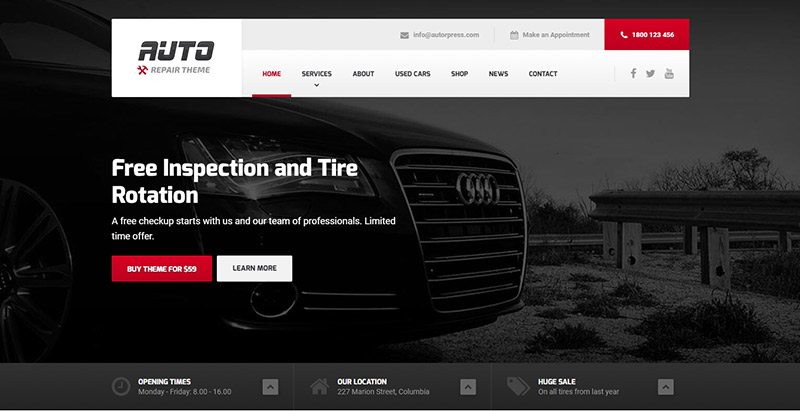 AUTO
REPAIR THEME
info@autorpress.com
Make an Appointment
1800 123 456
HOME
SERVICES
ABOUT
USED CARS
SHOP
NEWS
CONTACT
You
Tube
Free Inspection and Tire
Rotation
A free checkup starts with us and our team of professionals. Limited
time offer.
BUY THEME FOR $59
LEARN MORE
OPENING TIMES
Monday - Friday: 8.00 - 16.00
OUR LOCATION
227 Marion Street, Columbia
HUGE SALE
On all tires from last year